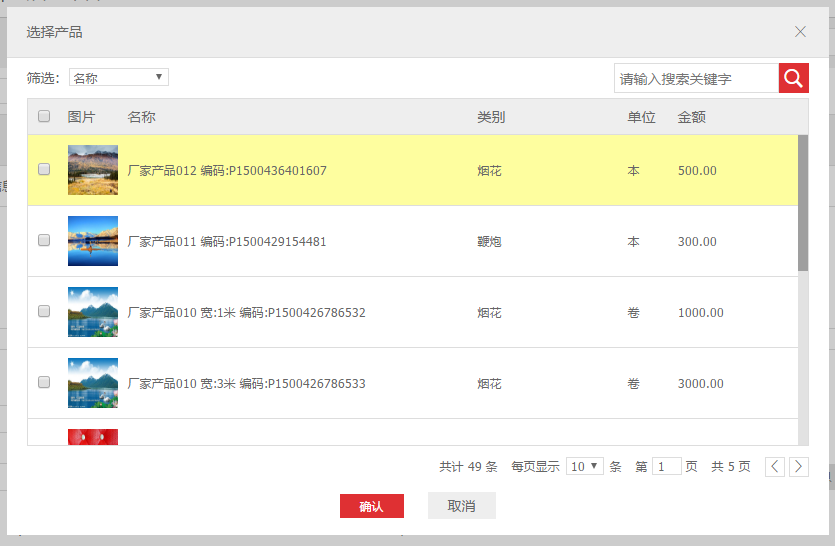 选择产品
筛选： 名称
请输入搜索关键字
图片 名称 类别 单位 金额
厂家产品012 编码:P1500436401607 烟花 本 500.00
厂家产品011 编码:P1500429154481 鞭炮 本 300.00
厂家产品010 宽:1米 编码:P1500426786532 烟花 卷 1000.00
厂家产品010 宽:3米 编码:P1500426786533 烟花 卷 3000.00
共计 49 条 每页显示 10 条 第 1 页 共 5 页
确认 取消